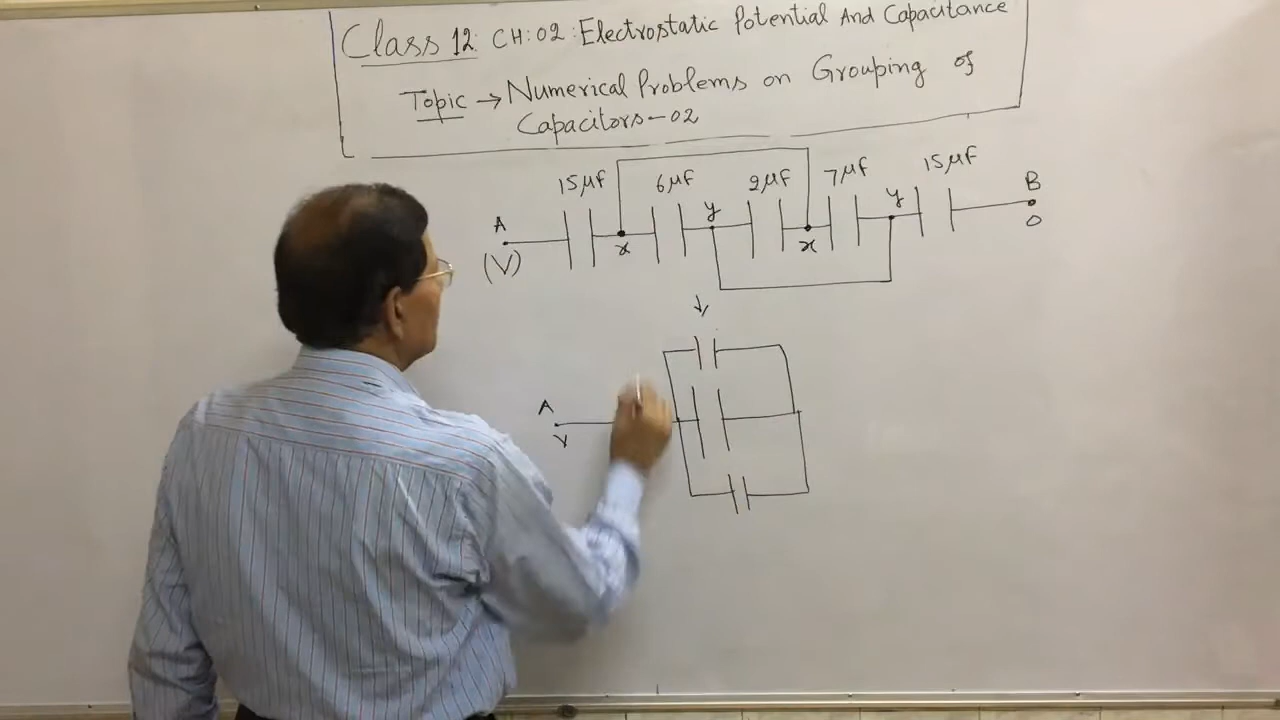 Class 12: CH:02: Electrostatic Potential And Capacitance
Topic → Numerical Problems on Grouping of
Capacitors-02
15μF 6μF 2μF 7μF 15μF
A x y x y B
(V) 0
A
V